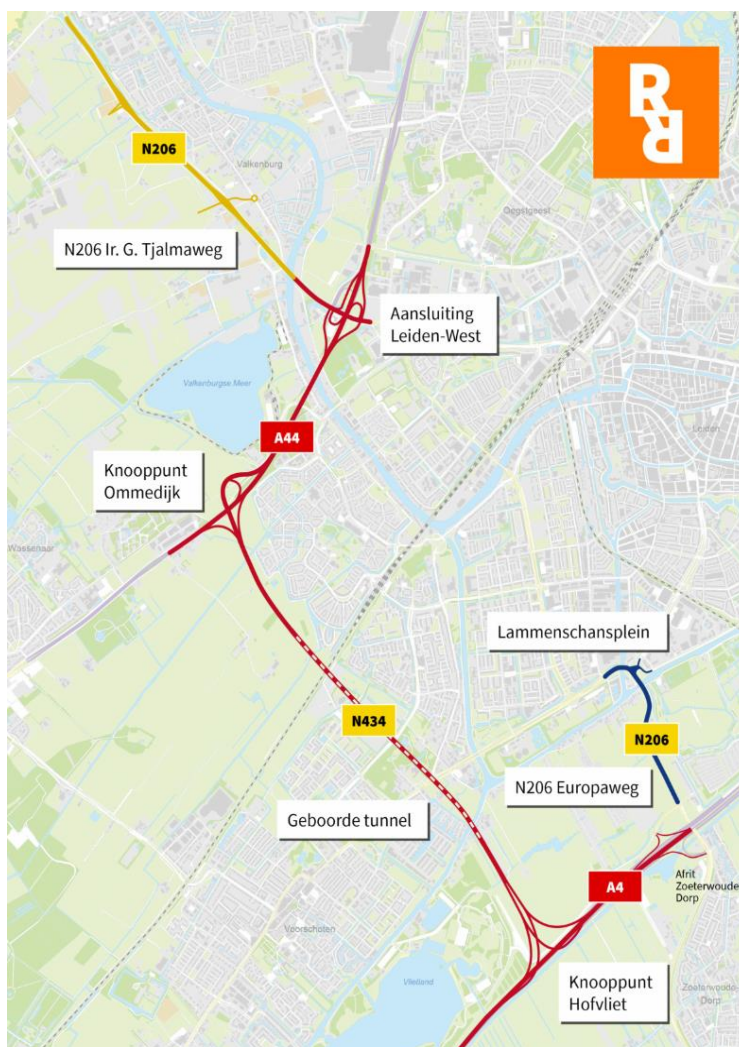 R
R
N206
Valkenburg
Oegstgeest
N206 Ir. G. Tjalmaweg
Aansluiting
Leiden-West
Valkenburgse Meer
A44
Leiden
Knooppunt
Ommedijk
Wassenaar
Lammenschansplein
N434
N206
N206 Europaweg
Geboorde tunnel
Afrit
Zoeterwoude
Dorp
A4
Voorschoten
Vlietland
Knooppunt
Hofvliet
Zoeterwoude-
Dorp